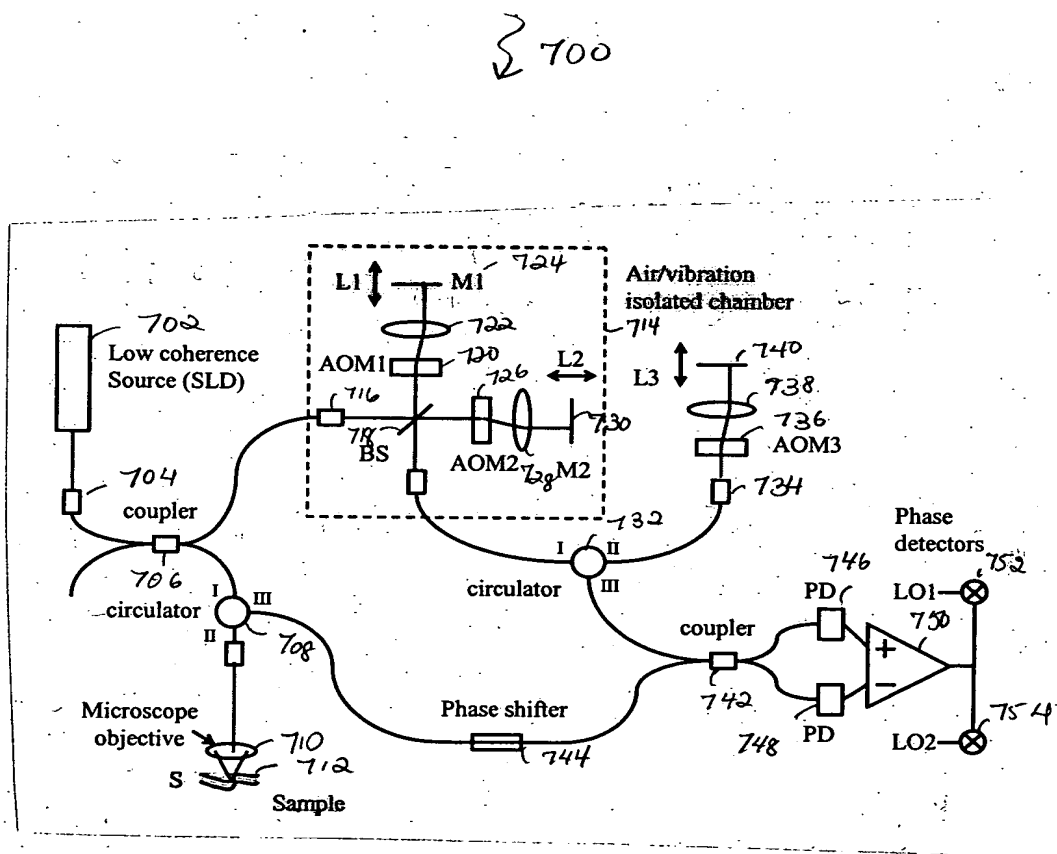 700
724
L1
M1
Air/vibration
isolated chamber
714
702
Low coherence
Source (SLD)
722
AOM1
720
L2
726
L3
740
738
716
736
AOM3
718
BS
730
AOM2
728
M2
704
734
coupler
732
Phase
detectors
I
II
III
746
752
706
circulator
PD
LO1
circulator
I
III
750
coupler
II
708
+
−
742
Microscope
objective
Phase shifter
710
754
744
748
PD
LO2
712
S
Sample